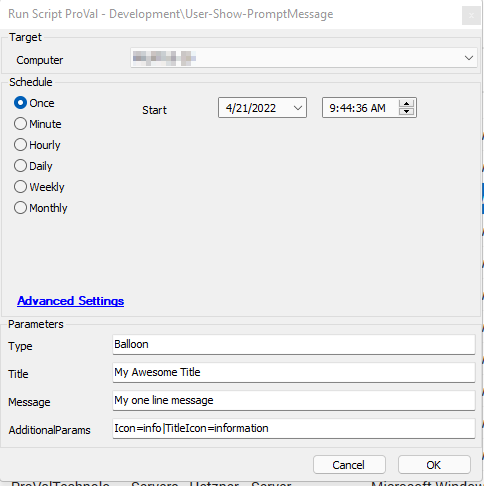 Run Script ProVal - Development\User-Show-PromptMessage
Target
Computer
Schedule
Once
Start
4/21/2022
9:44:36 AM
Minute
Hourly
Daily
Weekly
Monthly
Advanced Settings
Parameters
Type
Balloon
Title
My Awesome Title
Message
My one line message
AdditionalParams
Icon=info|TitleIcon=information
Cancel
OK